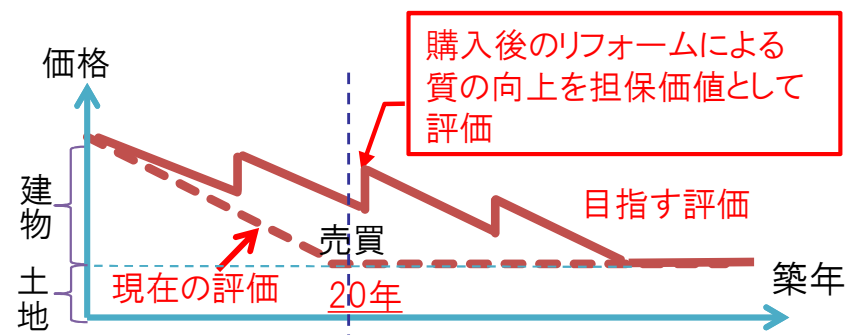 価格
購入後のリフォームによる
質の向上を担保価値として
評価
建物
目指す評価
売買
土地
現在の評価
20年
築年